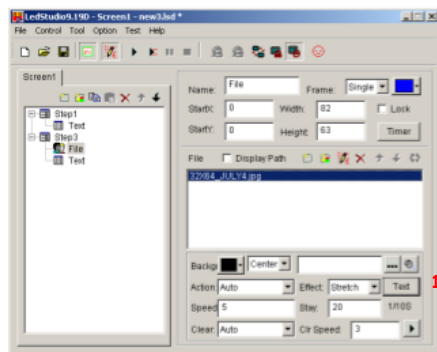 LedStudio9.19D - Screen1 - new3.lsd *
File Control Tool Option Test Help
Screen1
Step1
Text
Step3
File
Text
Name: File Frame: Single
StartX: 0 Width: 82 Lock
StartY: 0 Height: 63 Timer
File Display Path
32X64_JULY4.jpg
Backgr Center
Action: Auto Effect: Stretch Text 1
Speed 5 Stay: 20 1/10S
Clear: Auto Clr Speed: 3